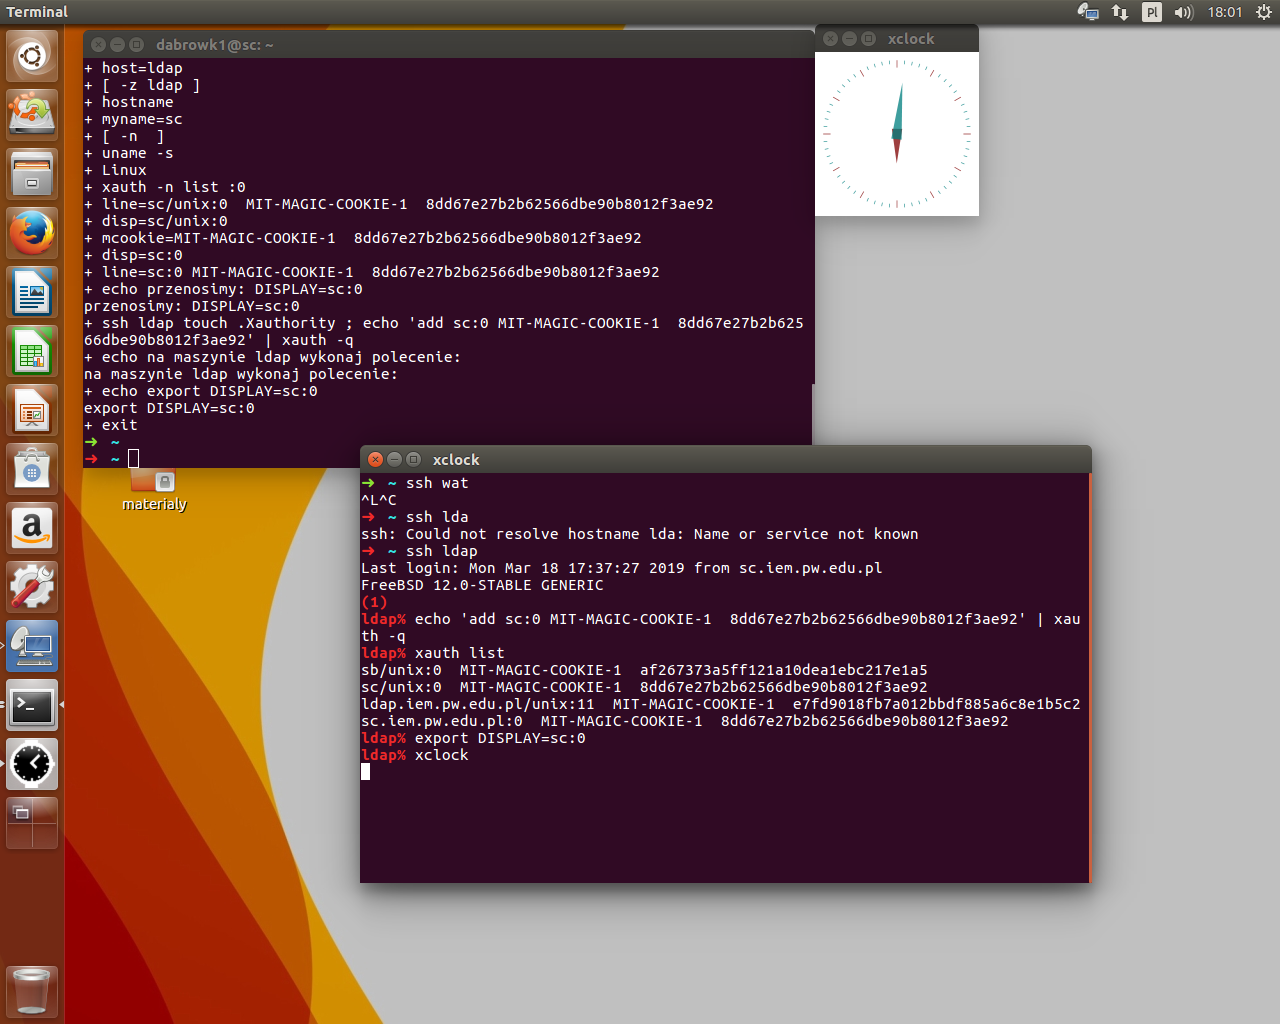 Terminal
Pl
18:01
dabrowk1@sc: ~
+ host=ldap
+ [ -z ldap ]
+ hostname
+ myname=sc
+ [ -n  ]
+ uname -s
+ Linux
+ xauth -n list :0
+ line=sc/unix:0  MIT-MAGIC-COOKIE-1  8dd67e27b2b62566dbe90b8012f3ae92
+ disp=sc/unix:0
+ mcookie=MIT-MAGIC-COOKIE-1  8dd67e27b2b62566dbe90b8012f3ae92
+ disp=sc:0
+ line=sc:0 MIT-MAGIC-COOKIE-1  8dd67e27b2b62566dbe90b8012f3ae92
+ echo przenosimy: DISPLAY=sc:0
przenosimy: DISPLAY=sc:0
+ ssh ldap touch .Xauthority ; echo 'add sc:0 MIT-MAGIC-COOKIE-1  8dd67e27b2b625
66dbe90b8012f3ae92' | xauth -q
+ echo na maszynie ldap wykonaj polecenie:
na maszynie ldap wykonaj polecenie:
+ echo export DISPLAY=sc:0
export DISPLAY=sc:0
+ exit
➜  ~
➜  ~
xclock
materialy
xclock
➜  ~ ssh wat
^L^C
➜  ~ ssh lda
ssh: Could not resolve hostname lda: Name or service not known
➜  ~ ssh ldap
Last login: Mon Mar 18 17:37:27 2019 from sc.iem.pw.edu.pl
FreeBSD 12.0-STABLE GENERIC
(1)
ldap% echo 'add sc:0 MIT-MAGIC-COOKIE-1  8dd67e27b2b62566dbe90b8012f3ae92' | xau
th -q
ldap% xauth list
sb/unix:0  MIT-MAGIC-COOKIE-1  af267373a5ff121a10dea1ebc217e1a5
sc/unix:0  MIT-MAGIC-COOKIE-1  8dd67e27b2b62566dbe90b8012f3ae92
ldap.iem.pw.edu.pl/unix:11  MIT-MAGIC-COOKIE-1  e7fd9018fb7a012bbdf885a6c8e1b5c2
sc.iem.pw.edu.pl:0  MIT-MAGIC-COOKIE-1  8dd67e27b2b62566dbe90b8012f3ae92
ldap% export DISPLAY=sc:0
ldap% xclock